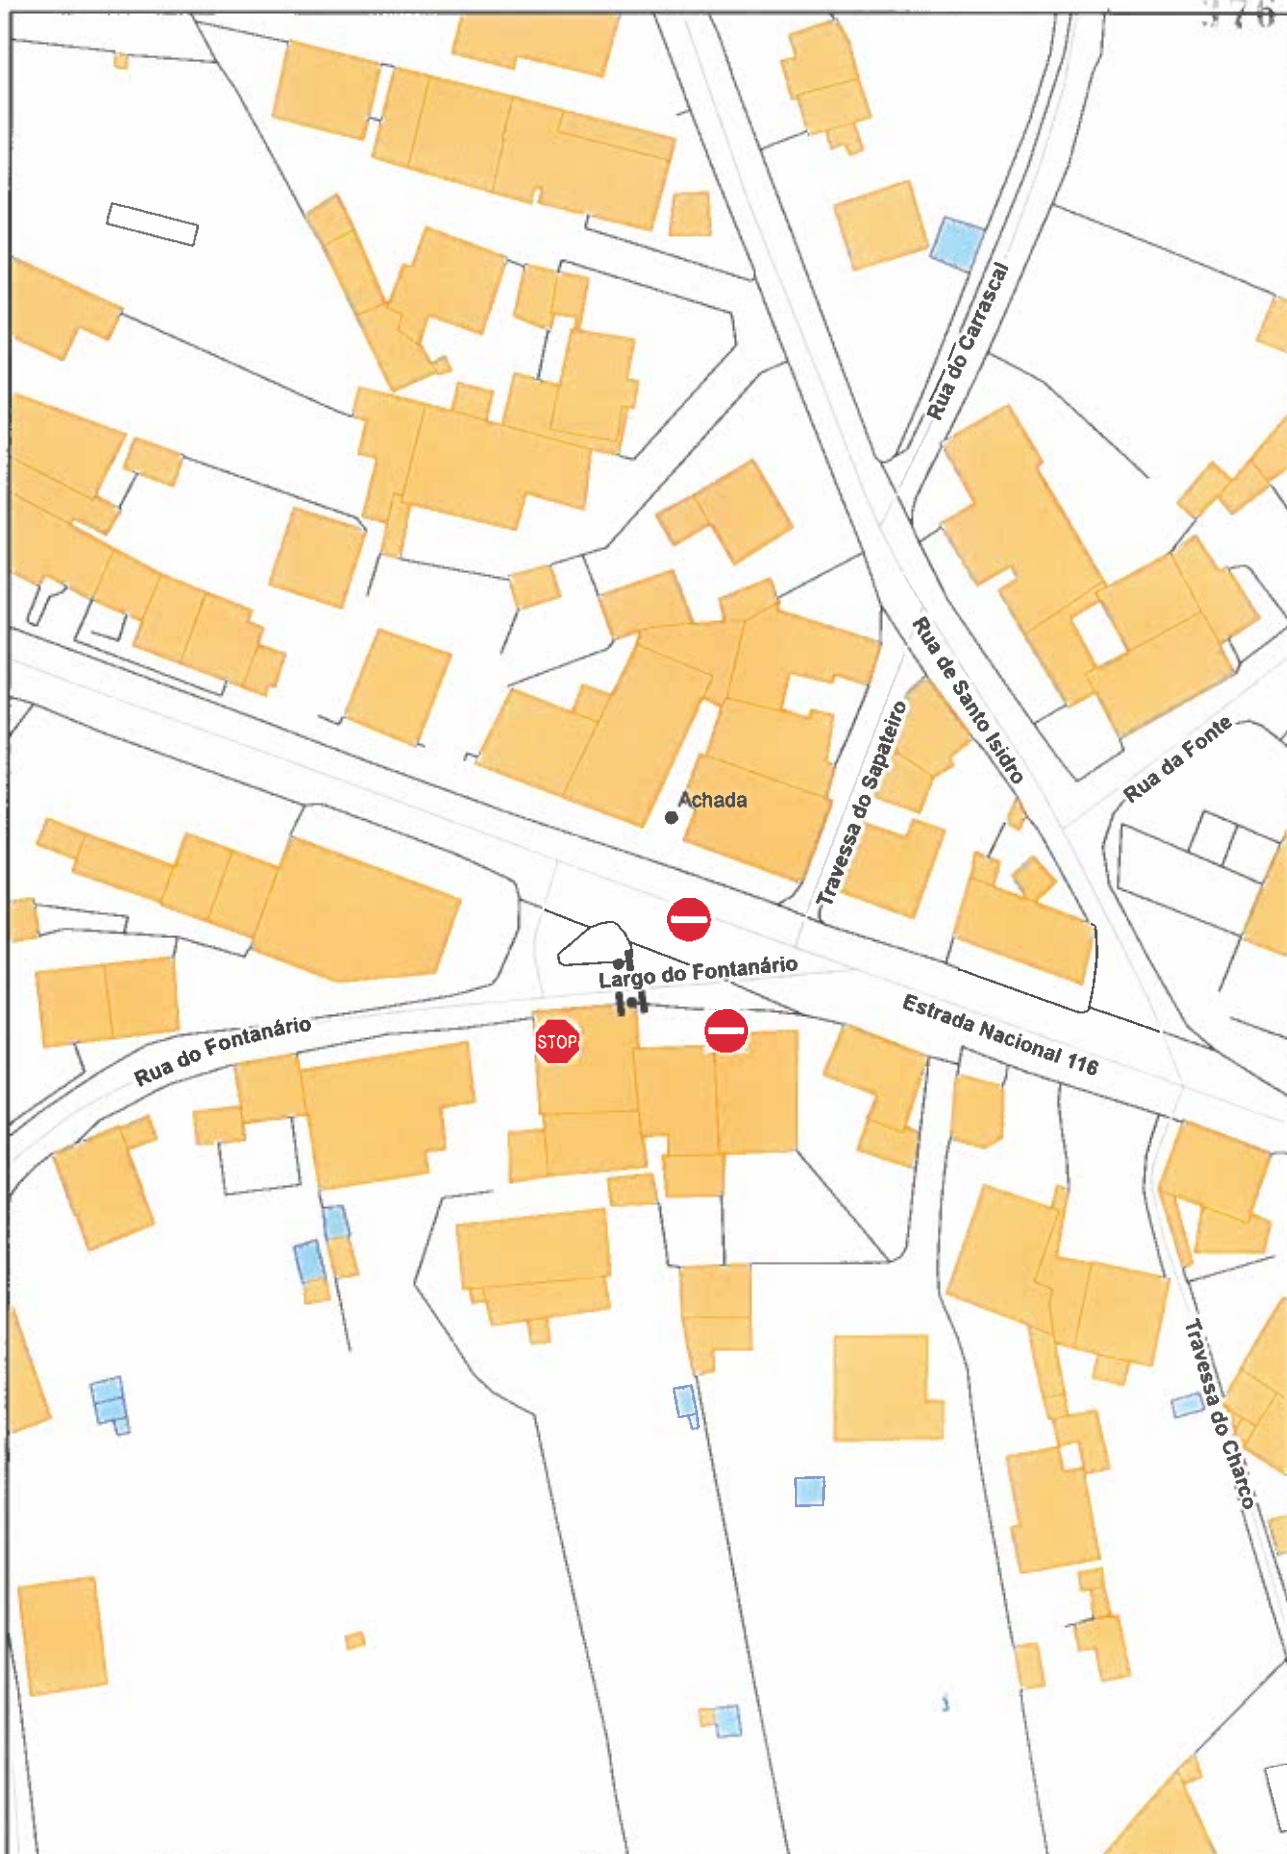 376
Rua do Carrascal
Rua de Santo Isidro
Travessa do Sapateiro
Rua da Fonte
Achada
Largo do Fontanário
Estrada Nacional 116
Rua do Fontanário
STOP
Travessa do Charco